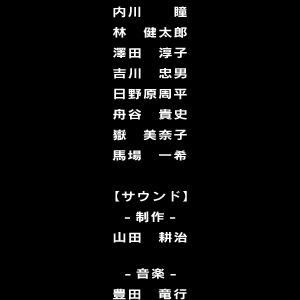 内川　　瞳
林　健太郎
澤田　淳子
吉川　忠男
日野原周平
舟谷　貴史
嶽　美奈子
馬場　一希
【サウンド】
－制作－
山田　耕治
－音楽－
豊田　竜行